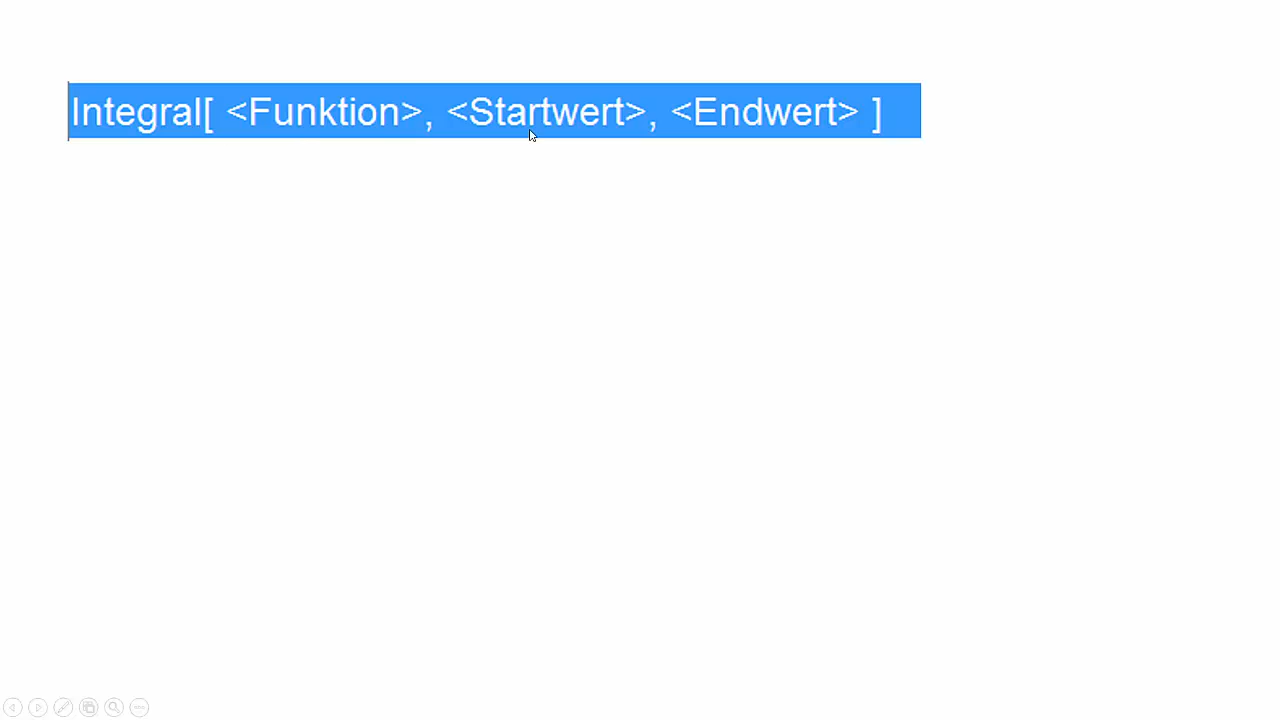 Integral[ <Funktion>, <Startwert>, <Endwert> ]